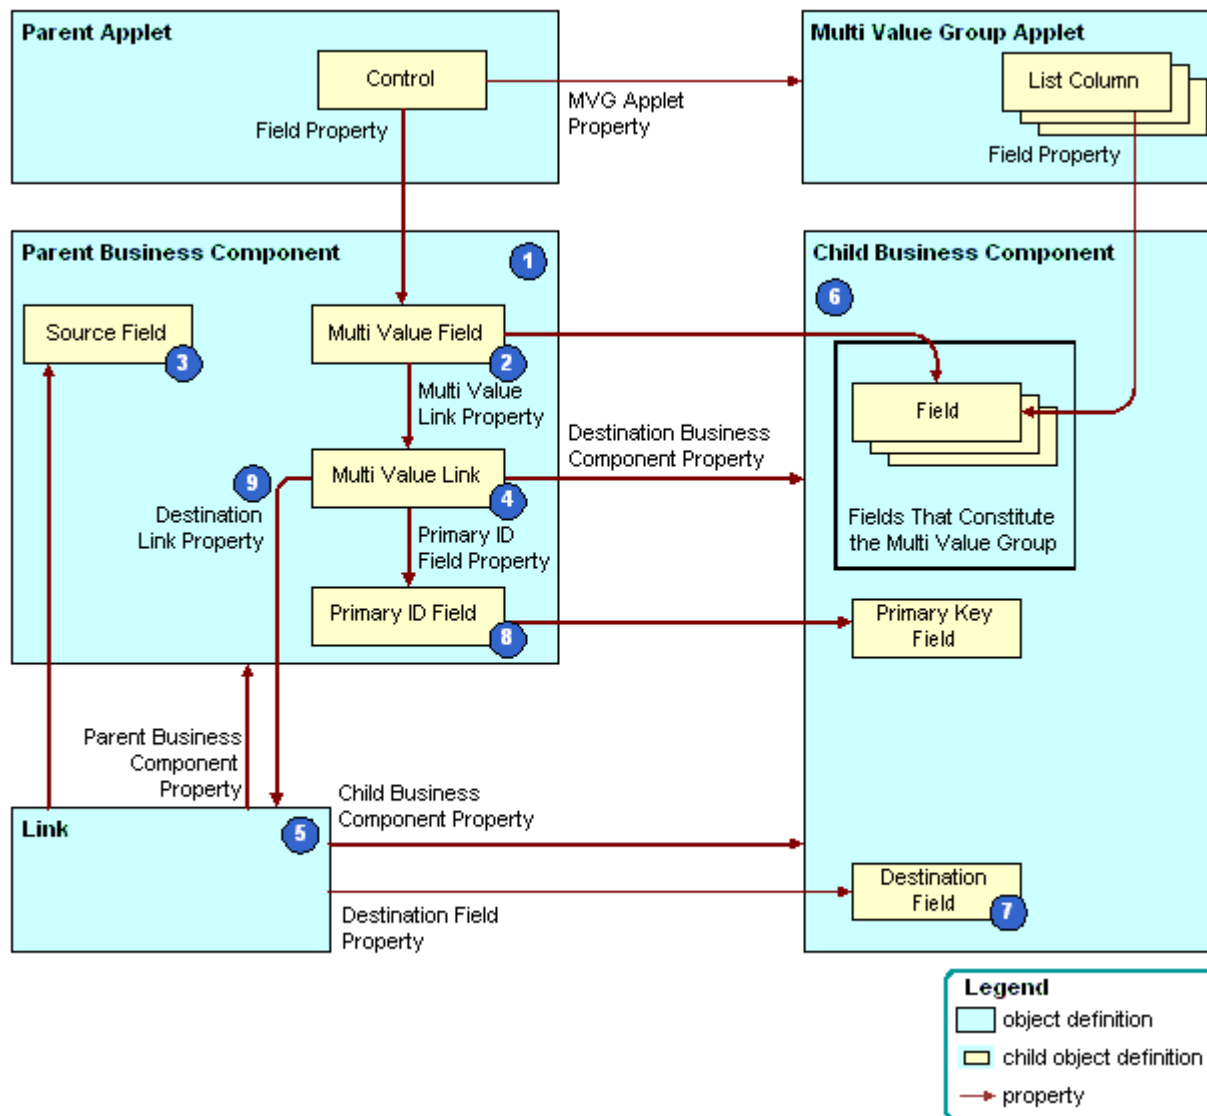 Parent Applet
Control
Field Property
MVG Applet
Property
Multi Value Group Applet
List Column
Field Property
Parent Business Component
1
Source Field
3
Multi Value Field
2
Multi Value
Link Property
Multi Value Link
4
9
Destination
Link Property
Primary ID
Field Property
Primary ID Field
8
Destination Business
Component Property
Child Business Component
6
Field
Fields That Constitute
the Multi Value Group
Primary Key
Field
Destination
Field
7
Parent Business
Component
Property
Link
5
Child Business
Component Property
Destination Field
Property
Legend
object definition
child object definition
property